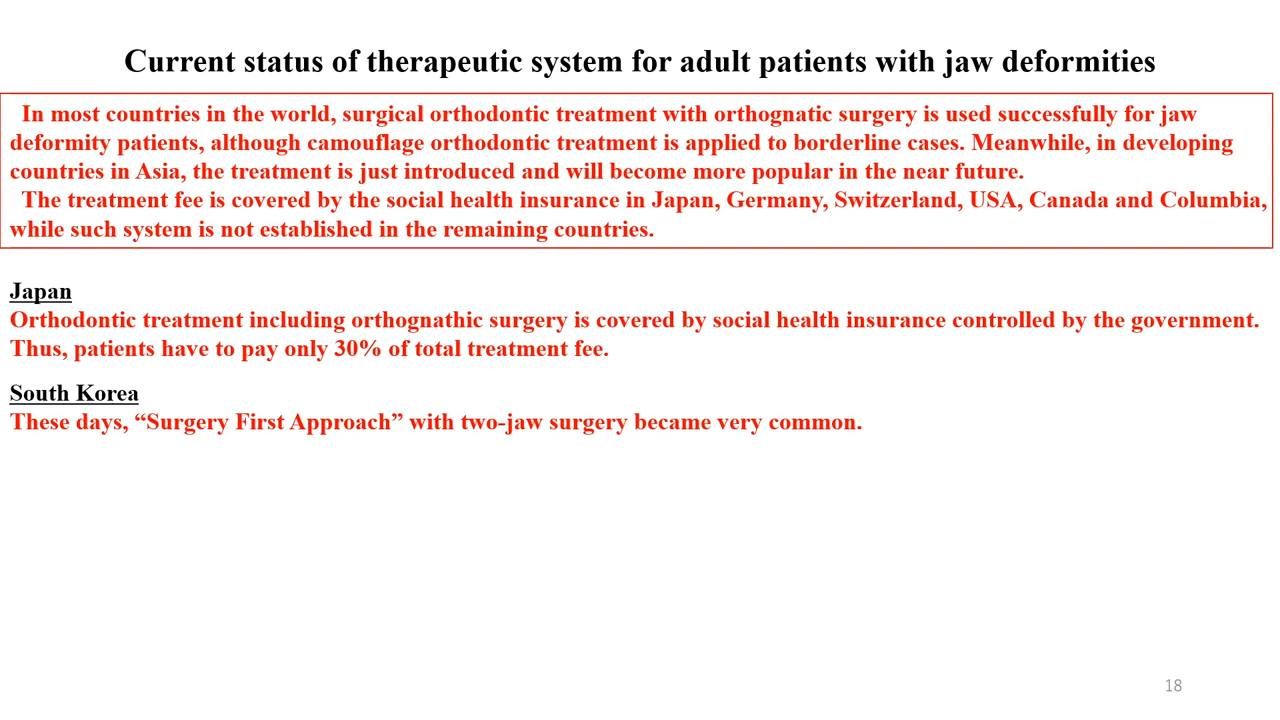 Current status of therapeutic system for adult patients with jaw deformities
In most countries in the world, surgical orthodontic treatment with orthognatic surgery is used successfully for jaw
deformity patients, although camouflage orthodontic treatment is applied to borderline cases. Meanwhile, in developing
countries in Asia, the treatment is just introduced and will become more popular in the near future.
The treatment fee is covered by the social health insurance in Japan, Germany, Switzerland, USA, Canada and Columbia,
while such system is not established in the remaining countries.
Japan
Orthodontic treatment including orthognathic surgery is covered by social health insurance controlled by the government.
Thus, patients have to pay only 30% of total treatment fee.
South Korea
These days, “Surgery First Approach” with two-jaw surgery became very common.
18